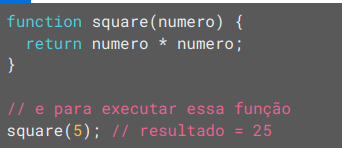 function square(numero) {
  return numero * numero;
}
// e para executar essa função
square(5); // resultado = 25